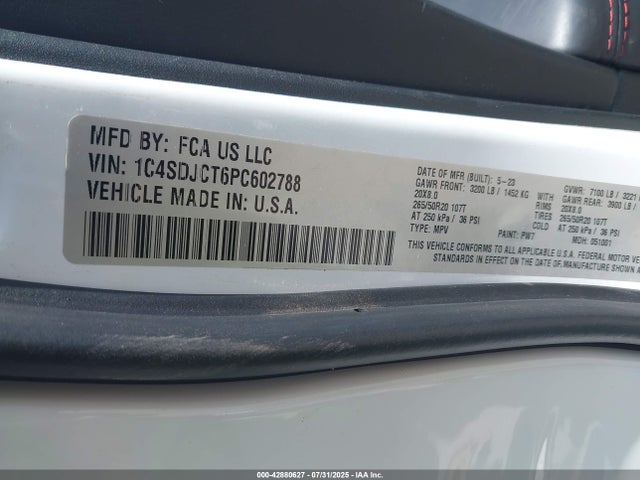 MFD BY: FCA US LLC
VIN: 1C4SDJCT6PC602788
VEHICLE MADE IN: U.S.A.
DATE OF MFR (BUILT): 5-23
GAWR FRONT: 3200 LB / 1452 KG
20X8.0
265/50R20 107T
AT 250 kPa / 36 PSI
TYPE: MPV
WITH
RIMS
TIRES
COLD
PAINT: PW7
GVWR: 7100 LB / 3221
GAWR REAR: 3900 LB /
20X8.0
265/50R20 107T
AT 250 kPa / 36 PSI
MDH: 051001
THIS VEHICLE CONFORMS TO ALL APPLICABLE U.S.A. FEDERAL MOTOR VE
STANDARDS IN EFFECT ON THE DATE OF MANUFACTURE SHOWN
000-42880627 · 07/31/2025 · IAAI.COM